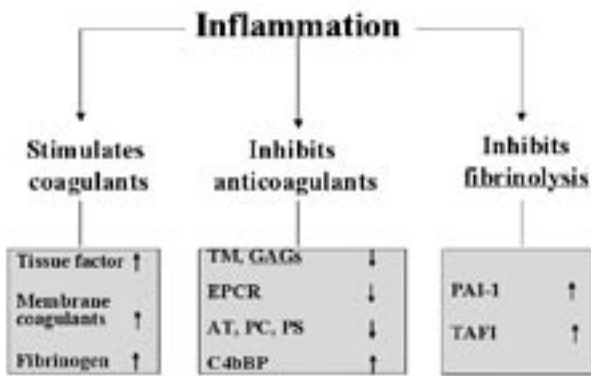 Inflammation
Stimulates
coagulants
Inhibits
anticoagulants
Inhibits
fibrinolysis
Tissue factor ↑
Membrane
coagulants ↑
Fibrinogen ↑
TM, GAGs ↓
EPCR ↓
AT, PC, PS ↓
C4bBP ↑
PAI-1 ↑
TAFI ↑